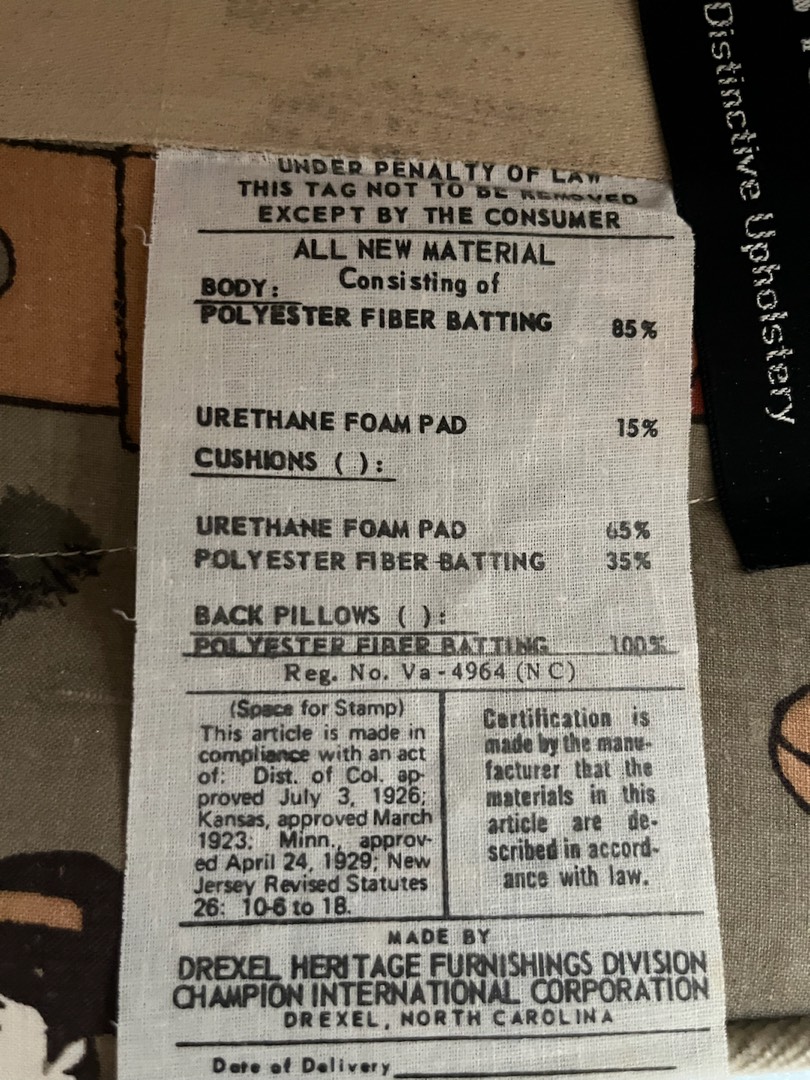 UNDER PENALTY OF LAW
THIS TAG NOT TO BE REMOVED
EXCEPT BY THE CONSUMER
ALL NEW MATERIAL
Consisting of
BODY:
POLYESTER FIBER BATTING 85%
URETHANE FOAM PAD 15%
CUSHIONS ( ):
URETHANE FOAM PAD 65%
POLYESTER FIBER BATTING 35%
BACK PILLOWS ( ):
POLYESTER FIBER BATTING 100%
Reg. No. Va-4964 (NC)
(Space for Stamp)
This article is made in
compliance with an act
of: Dist. of Col. ap-
proved July 3, 1926;
Kansas, approved March
1923; Minn., approv-
ed April 24, 1929; New
Jersey Revised Statutes
26: 10-6 to 18.
Certification is
made by the manu-
facturer that the
materials in this
article are de-
scribed in accord-
ance with law.
MADE BY
DREXEL HERITAGE FURNISHINGS DIVISION
CHAMPION INTERNATIONAL CORPORATION
DREXEL, NORTH CAROLINA
Date of Delivery
Distinctive Upholstery